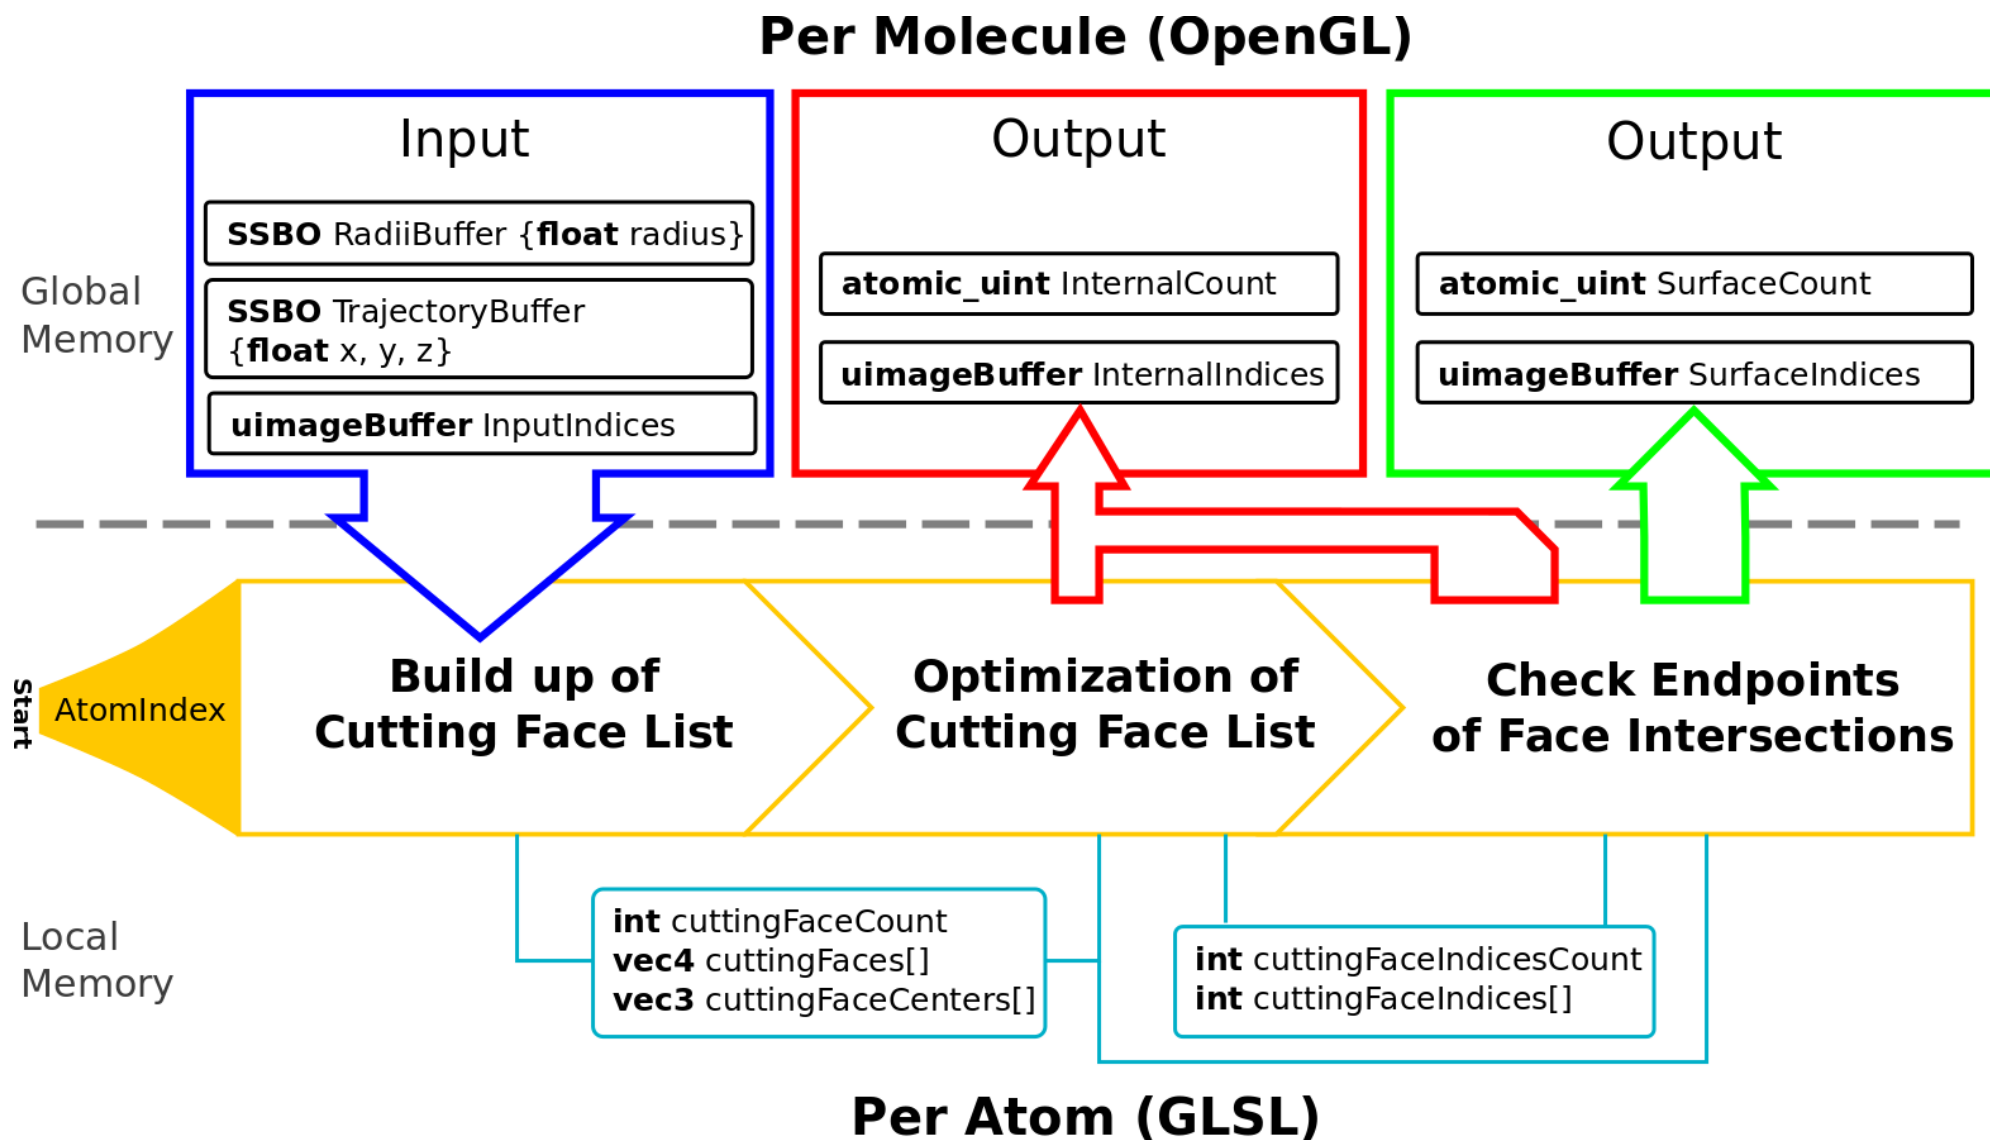 Per Molecule (OpenGL)
Input
Output
Output
SSBO RadiiBuffer {float radius}
SSBO TrajectoryBuffer
{float x, y, z}
uimageBuffer InputIndices
atomic_uint InternalCount
uimageBuffer InternalIndices
atomic_uint SurfaceCount
uimageBuffer SurfaceIndices
Global
Memory
Start
AtomIndex
Build up of
Cutting Face List
Optimization of
Cutting Face List
Check Endpoints
of Face Intersections
Local
Memory
int cuttingFaceCount
vec4 cuttingFaces[]
vec3 cuttingFaceCenters[]
int cuttingFaceIndicesCount
int cuttingFaceIndices[]
Per Atom (GLSL)